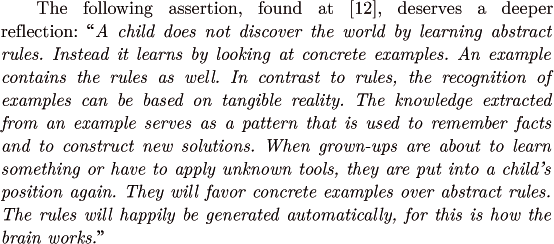 The following assertion, found at [12], deserves a deeper
reflection: “A child does not discover the world by learning abstract
rules. Instead it learns by looking at concrete examples. An example
contains the rules as well. In contrast to rules, the recognition of
examples can be based on tangible reality. The knowledge extracted
from an example serves as a pattern that is used to remember facts
and to construct new solutions. When grown-ups are about to learn
something or have to apply unknown tools, they are put into a child's
position again. They will favor concrete examples over abstract rules.
The rules will happily be generated automatically, for this is how the
brain works.”